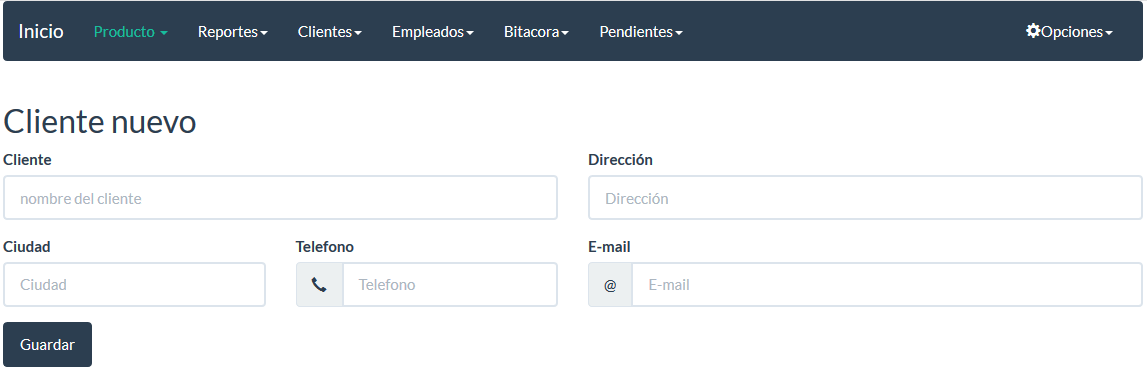 Inicio Producto Reportes Clientes Empleados Bitacora Pendientes Opciones
Cliente nuevo
Cliente Dirección
nombre del cliente Dirección
Ciudad Telefono E-mail
Ciudad Telefono @ E-mail
Guardar